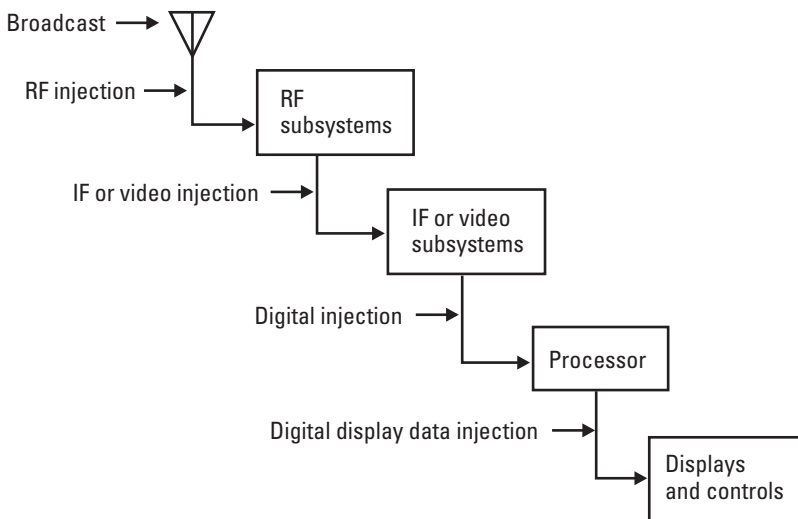 Broadcast
RF injection
RF
subsystems
IF or video injection
IF or video
subsystems
Digital injection
Processor
Digital display data injection
Displays
and controls